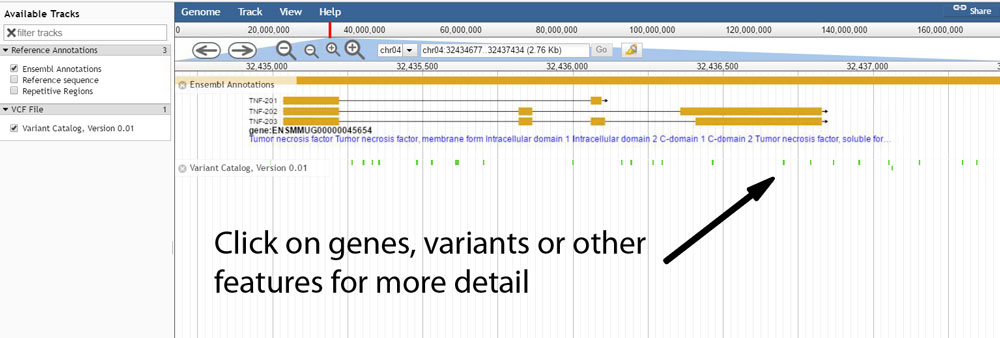 Available Tracks
filter tracks
Reference Annotations 3
Ensembl Annotations
Reference sequence
Repetitive Regions
VCF File 1
Variant Catalog, Version 0.01
Genome Track View Help Share
0 20,000,000 40,000,000 60,000,000 80,000,000 100,000,000 120,000,000 140,000,000 160,000,000
chr04 chr04:32434677..32437434 (2.76 Kb) Go
32,435,000 32,435,500 32,436,000 32,436,500 32,437,000
Ensembl Annotations
TNF-201
TNF-202
TNF-203
gene:ENSMMUG00000045654
Tumor necrosis factor Tumor necrosis factor, membrane form Intracellular domain 1 Intracellular domain 2 C-domain 1 C-domain 2 Tumor necrosis factor, soluble for...
Variant Catalog, Version 0.01
Click on genes, variants or other
features for more detail